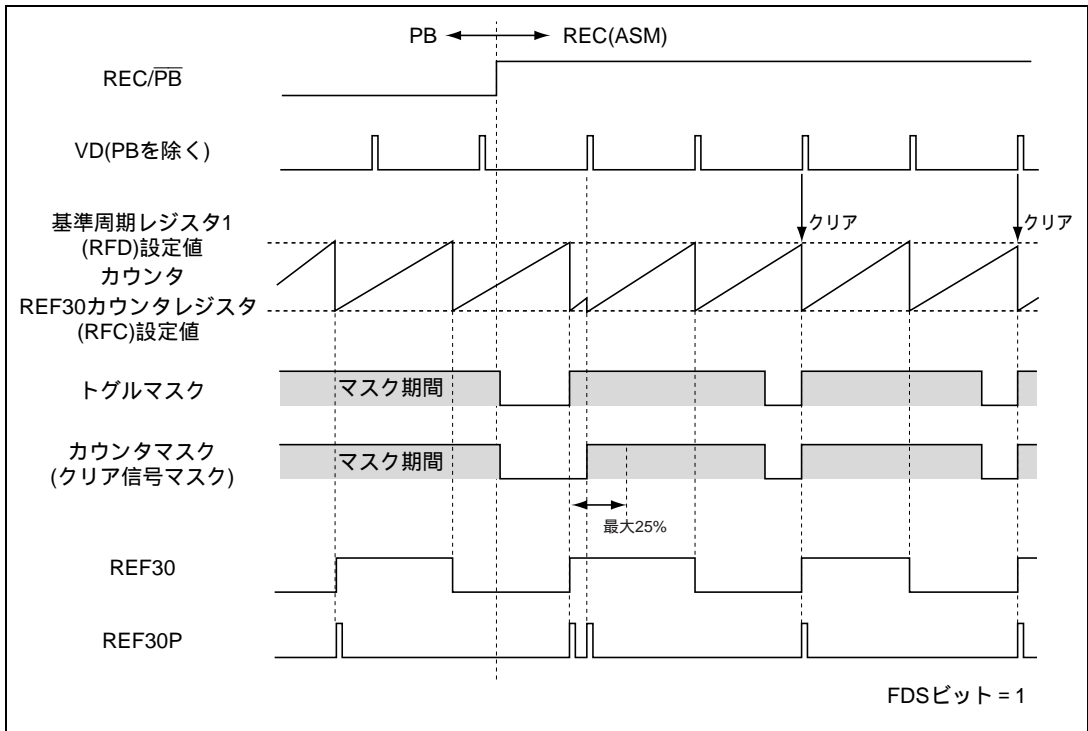 PB REC(ASM)
REC/P̅B̅
VD(PBを除く)
基準周期レジスタ1
(RFD)設定値
カウンタ
REF30カウンタレジスタ
(RFC)設定値
クリア
クリア
トグルマスク
マスク期間
カウンタマスク
(クリア信号マスク)
マスク期間
最大25%
REF30
REF30P
FDSビット = 1